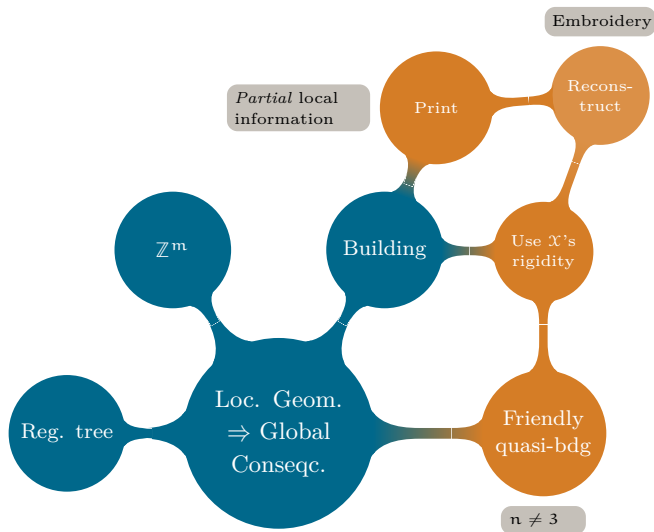 Embroidery
Recons-
truct
Print
Partial local
information
ℤᵐ
Building
Use 𝔛's
rigidity
Reg. tree
Loc. Geom.
⇒ Global
Conseqc.
Friendly
quasi-bdg
n ≠ 3